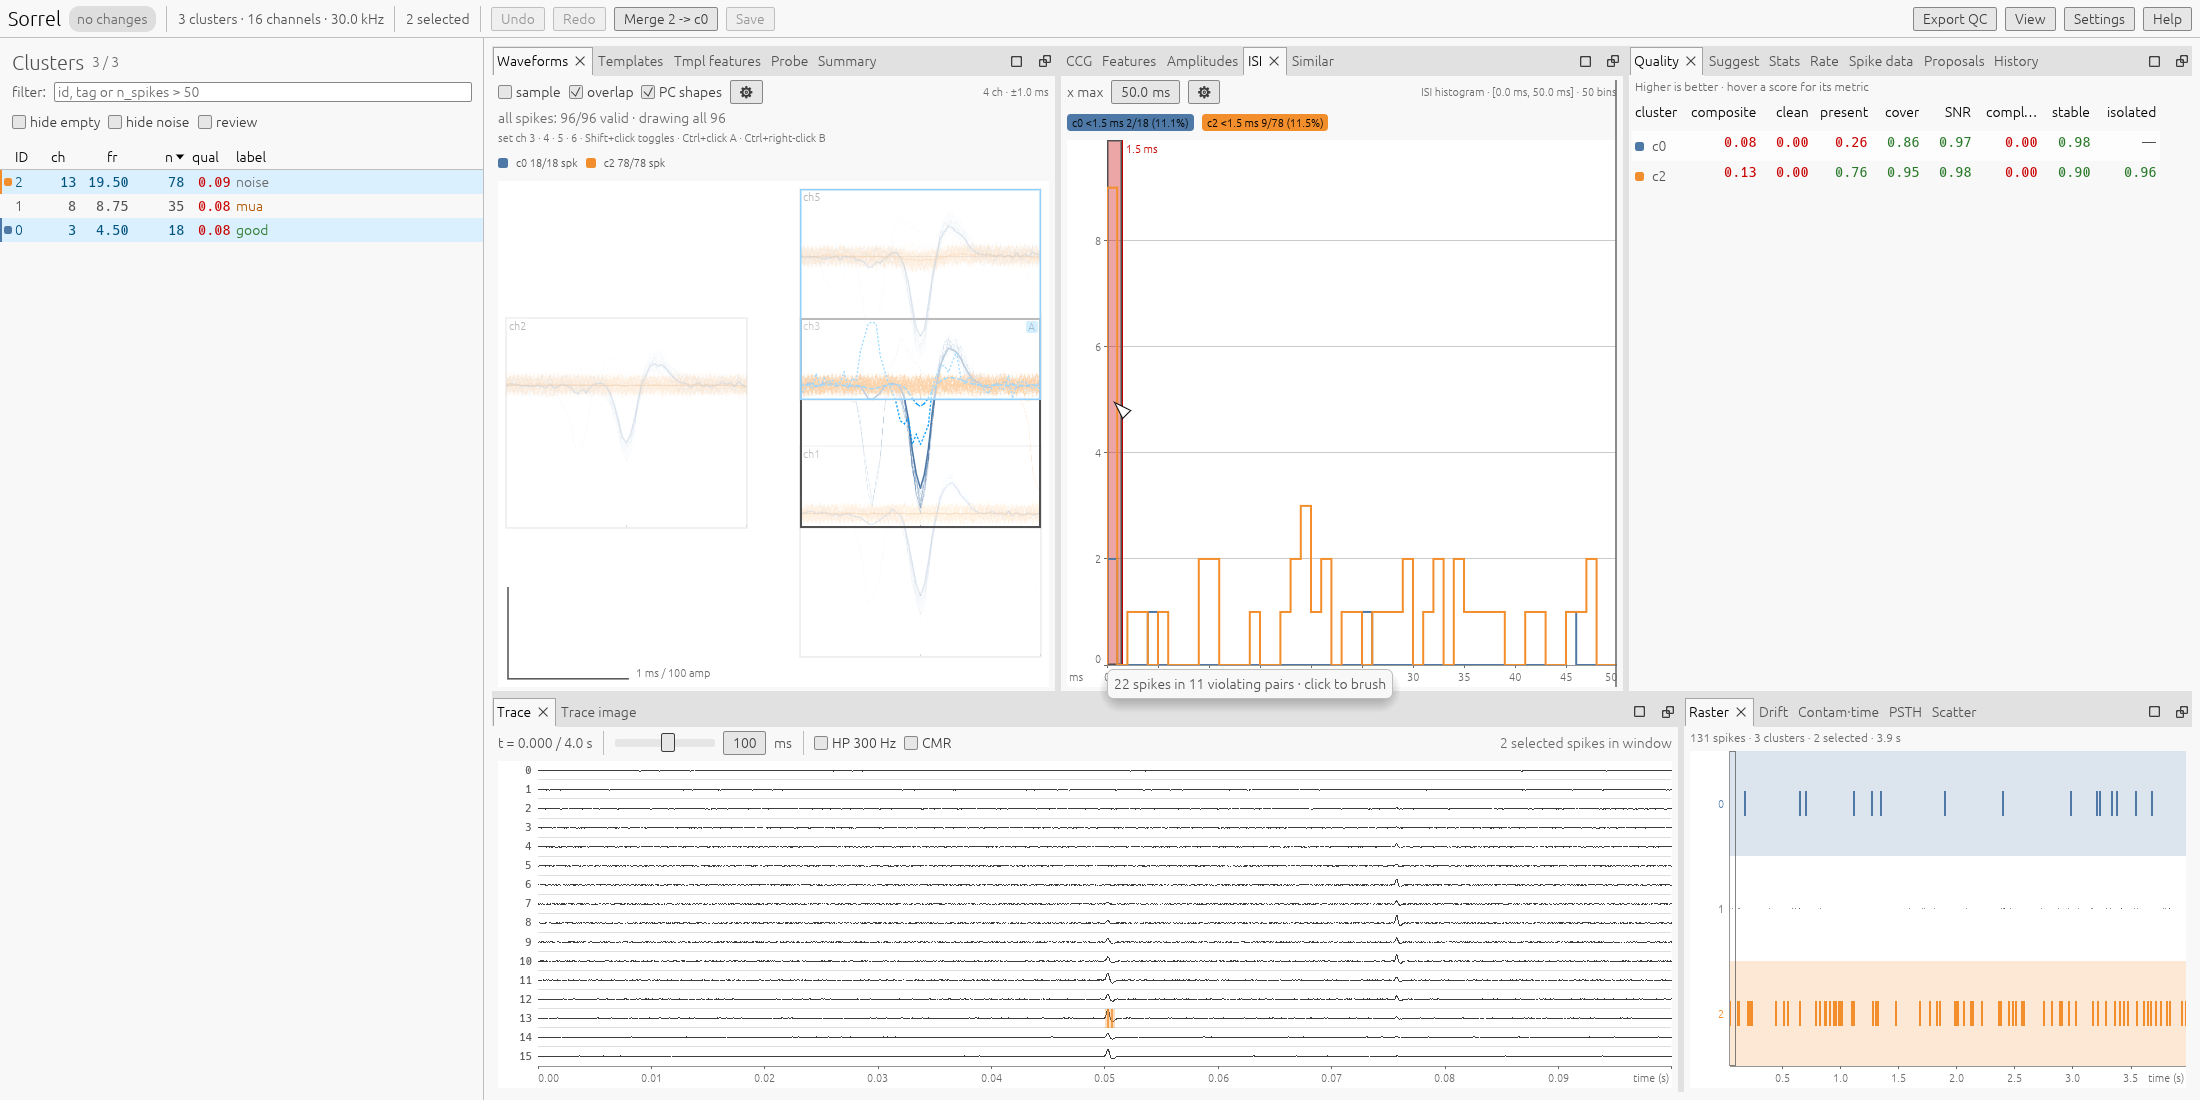 Sorrel no changes 3 clusters · 16 channels · 30.0 kHz 2 selected Undo Redo Merge 2 -> c0 Save Export QC View Settings Help
Clusters 3 / 3
filter: id, tag or n_spikes > 50
hide empty hide noise review
ID ch fr n▼ qual label
2 13 19.50 78 0.09 noise
1 8 8.75 35 0.08 mua
0 3 4.50 18 0.08 good
Waveforms Templates Tmpl features Probe Summary
sample overlap PC shapes 4 ch · ±1.0 ms
all spikes: 96/96 valid · drawing all 96
set ch 3 · 4 · 5 · 6 · Shift+click toggles · Ctrl+click A · Ctrl+right-click B
c0 18/18 spk c2 78/78 spk
ch5
ch2
ch3 A
ch1
1 ms / 100 amp
CCG Features Amplitudes ISI Similar
x max 50.0 ms ISI histogram · [0.0 ms, 50.0 ms] · 50 bins
c0 <1.5 ms 2/18 (11.1%) c2 <1.5 ms 9/78 (11.5%)
1.5 ms
8
6
4
2
0
ms 30 35 40 45 50
22 spikes in 11 violating pairs · click to brush
Quality Suggest Stats Rate Spike data Proposals History
Higher is better · hover a score for its metric
cluster composite clean present cover SNR compl... stable isolated
c0 0.08 0.00 0.26 0.86 0.97 0.00 0.98 —
c2 0.13 0.00 0.76 0.95 0.98 0.00 0.90 0.96
Trace Trace image
t = 0.000 / 4.0 s 100 ms HP 300 Hz CMR 2 selected spikes in window
0
1
2
3
4
5
6
7
8
9
10
11
12
13
14
15
0.00 0.01 0.02 0.03 0.04 0.05 0.06 0.07 0.08 0.09 time (s)
Raster Drift Contam·time PSTH Scatter
131 spikes · 3 clusters · 2 selected · 3.9 s
0
1
2
0.5 1.0 1.5 2.0 2.5 3.0 3.5 time (s)